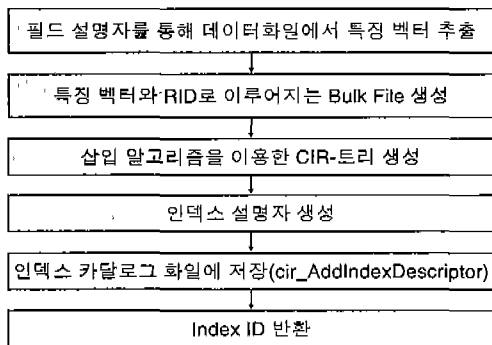 필드 설명자를 통해 데이터화일에서 특징 벡터 추출
특징 벡터와 RID로 이루어지는 Bulk File 생성
삽입 알고리즘을 이용한 CIR-트리 생성
인덱스 설명자 생성
인덱스 카달로그 화일에 저장(cir_AddIndexDescriptor)
Index ID 반환